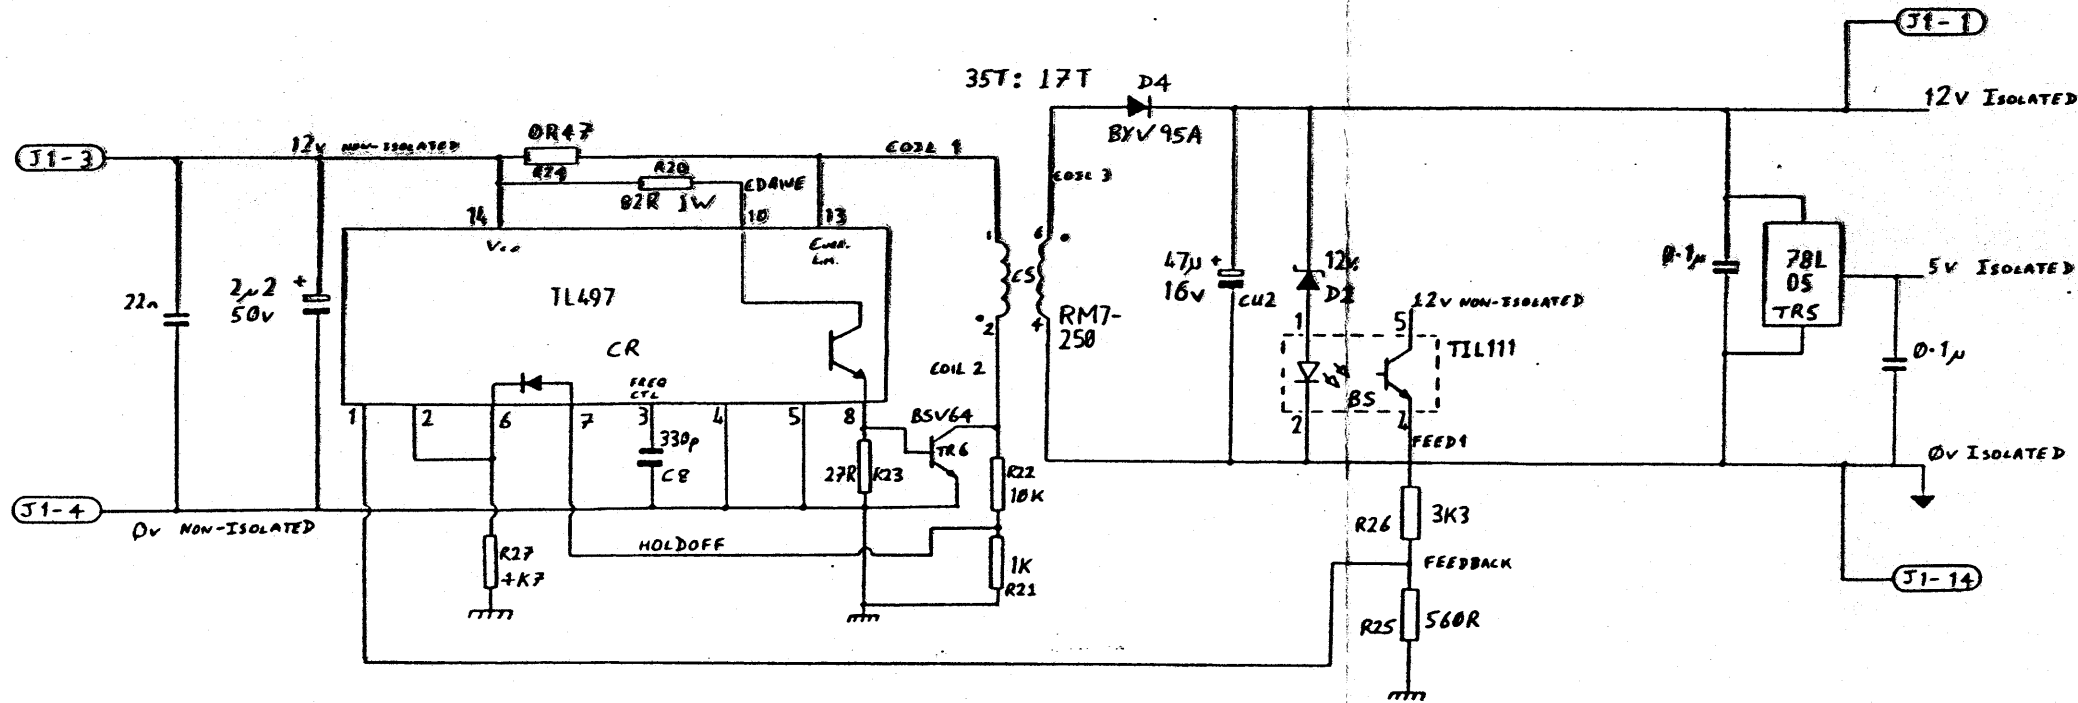 J1-1
35T: 17T
D4
12V ISOLATED
BYV 95A
0R47
12V NON-ISOLATED
COIL 1
J1-3
R24
R20
CDRIVE
82R 1W
COIL 3
14
10
13
Vcc
CURR.
LIM.
1
6
TL497
2µ2
50V
22n
CS
47µ
16V
CU2
12V
D2
0.1µ
78L
05
TR5
5V ISOLATED
12V NON-ISOLATED
2
4
RM7-
250
1
5
TIL111
CR
COIL 2
0.1µ
FREQ
CTL
BS
1
2
6
7
3
4
5
8
BSV64
2
4
FEED1
330p
C8
27R
R23
TR6
R22
10K
0V ISOLATED
J1-4
0V NON-ISOLATED
R26
3K3
HOLDOFF
R27
4K7
1K
R21
FEEDBACK
J1-14
R25
560R